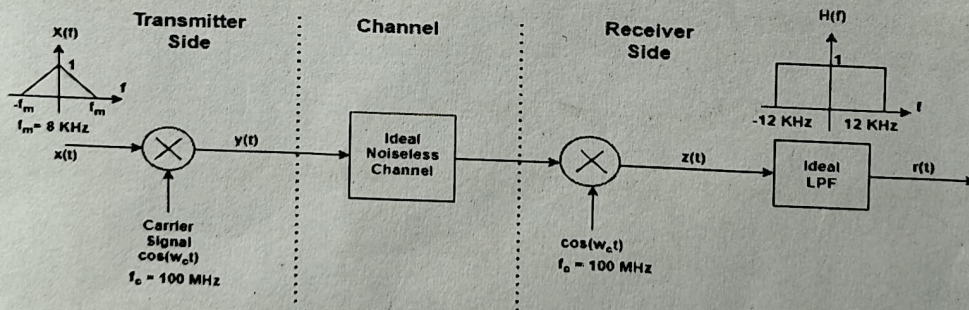 Transmitter
Side
Channel
Receiver
Side
X(f)
1
-fm
fm
f
fm= 8 KHz
x(t)
y(t)
Carrier
Signal
cos(wct)
fc = 100 MHz
Ideal
Noiseless
Channel
cos(wct)
fc = 100 MHz
z(t)
H(f)
1
f
-12 KHz
12 KHz
Ideal
LPF
r(t)